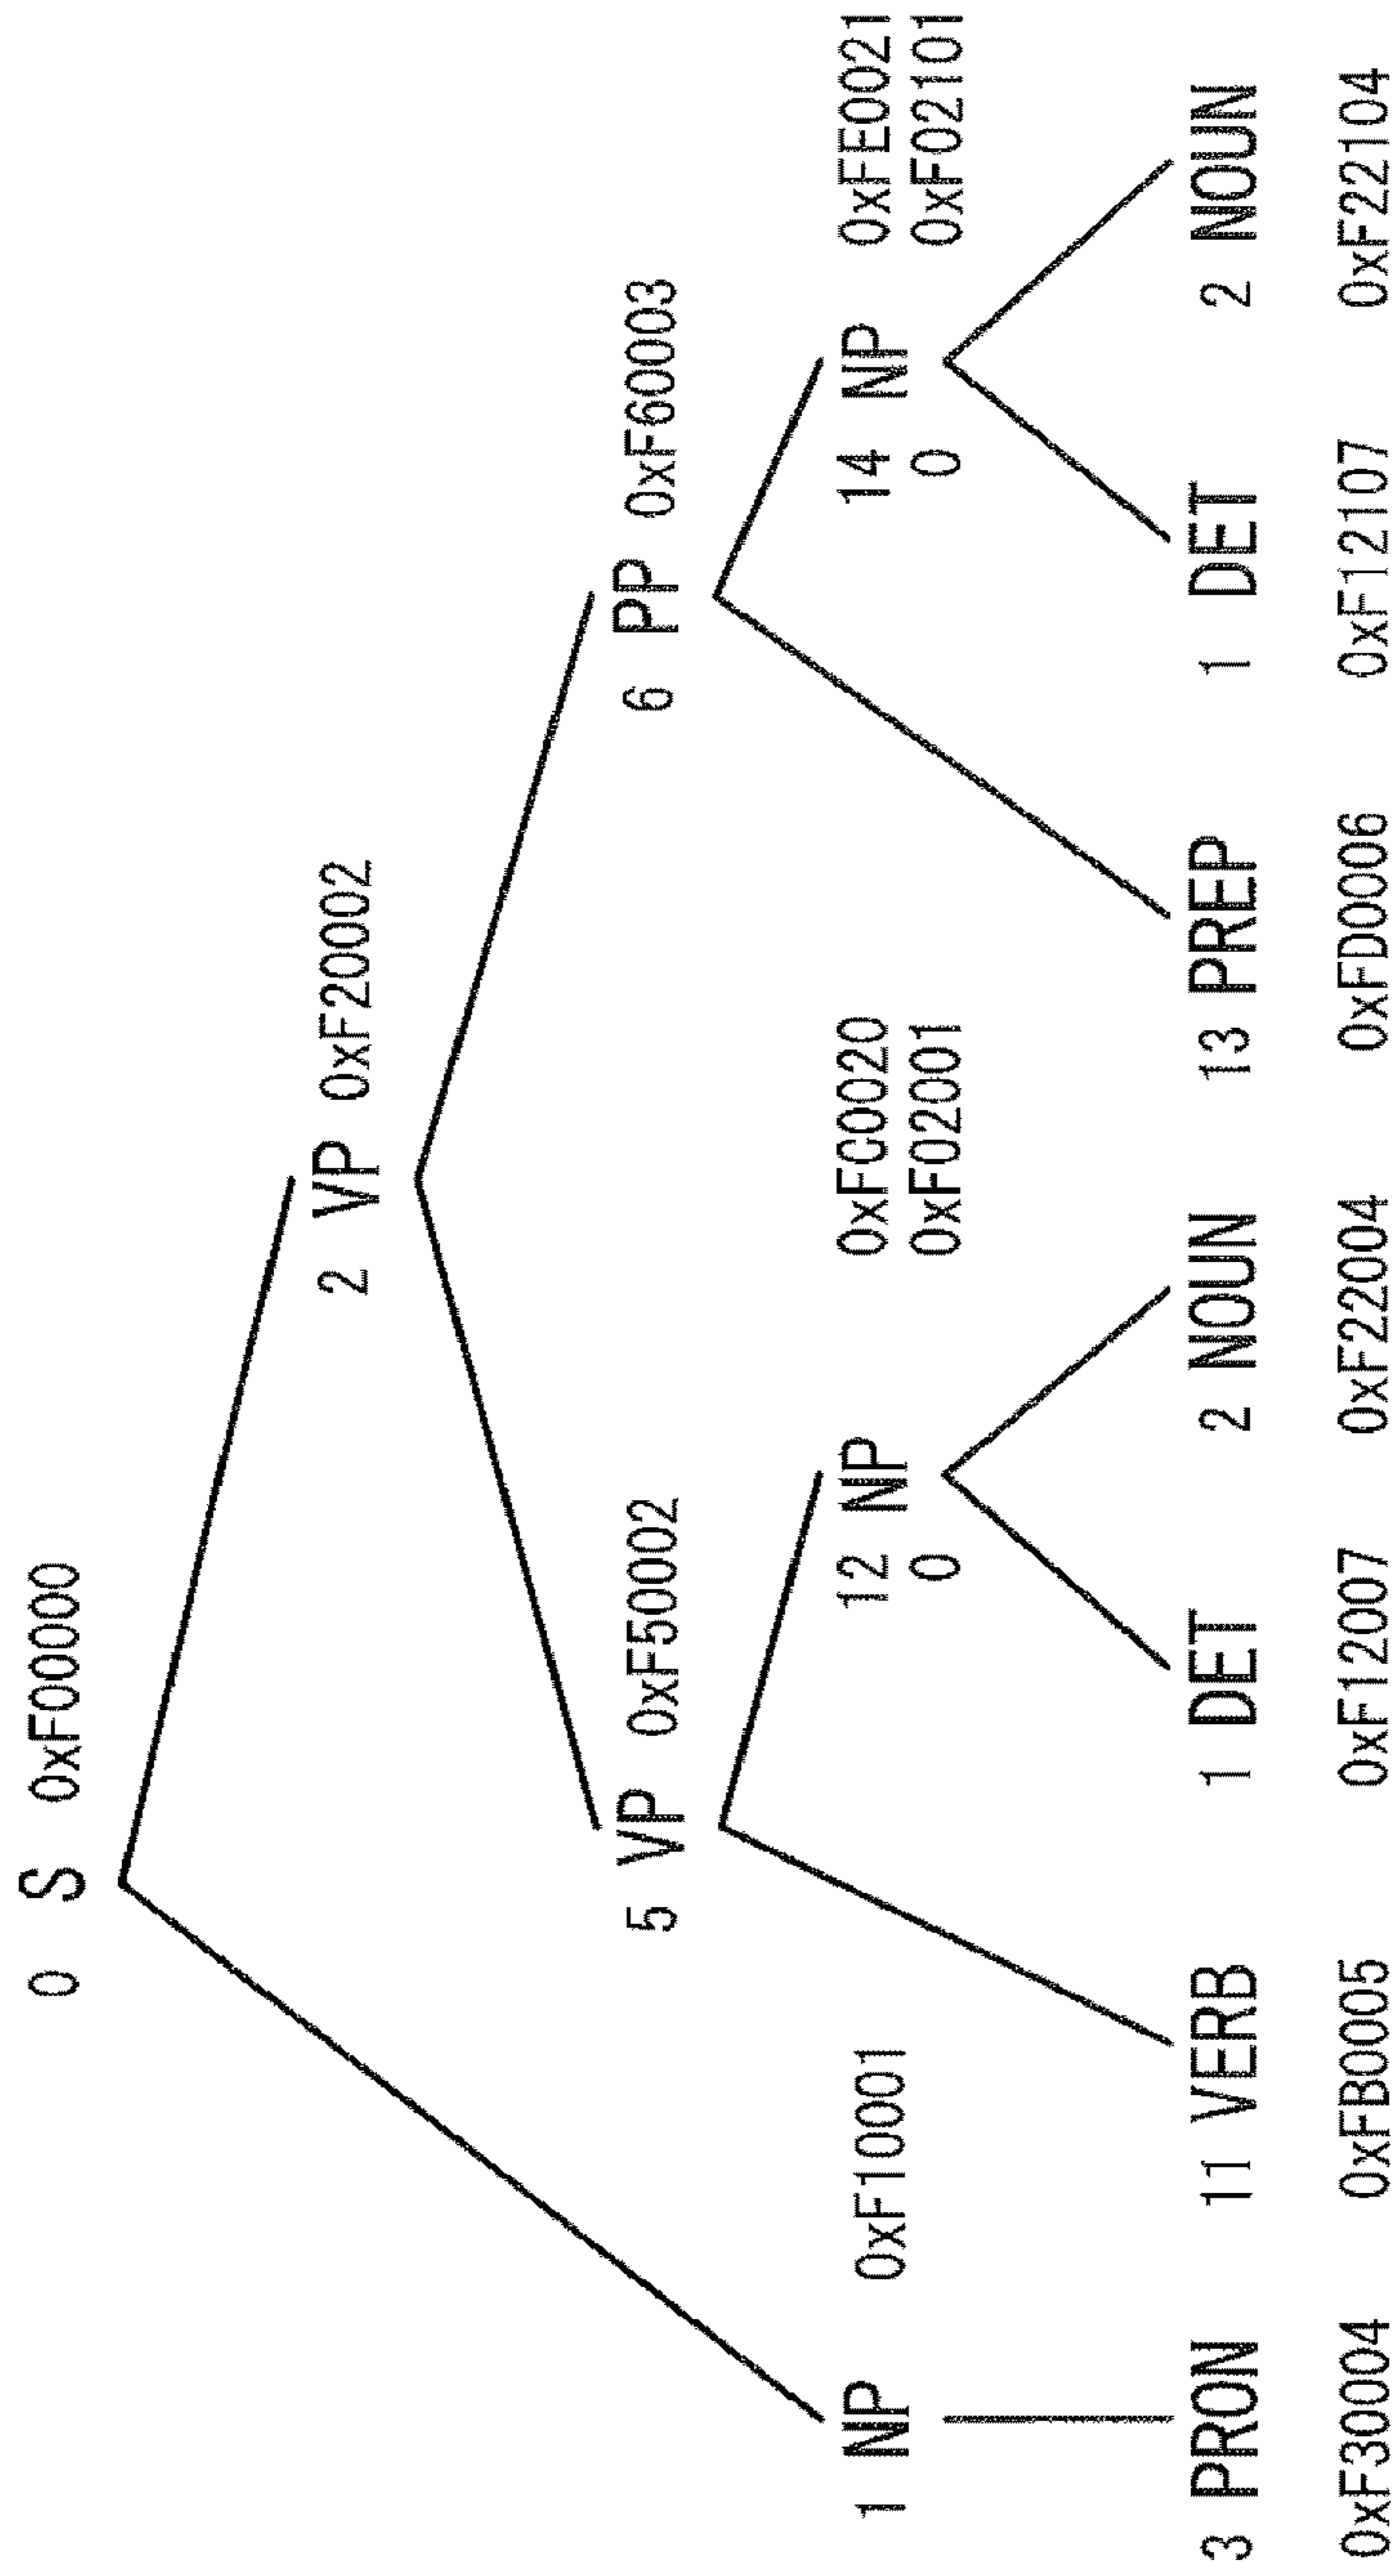 0 S 0xF00000
2 VP 0xF20002
5 VP 0xF50002
6 PP 0xF60003
1 NP 0xF10001
12 NP 0xFC0020
0 0xF02001
14 NP 0xFE0021
0 0xF02101
3 PRON
11 VERB
1 DET
2 NOUN
13 PREP
1 DET
2 NOUN
0xF30004
0xFB0005
0xF12007
0xF22004
0xFD0006
0xF12107
0xF22104